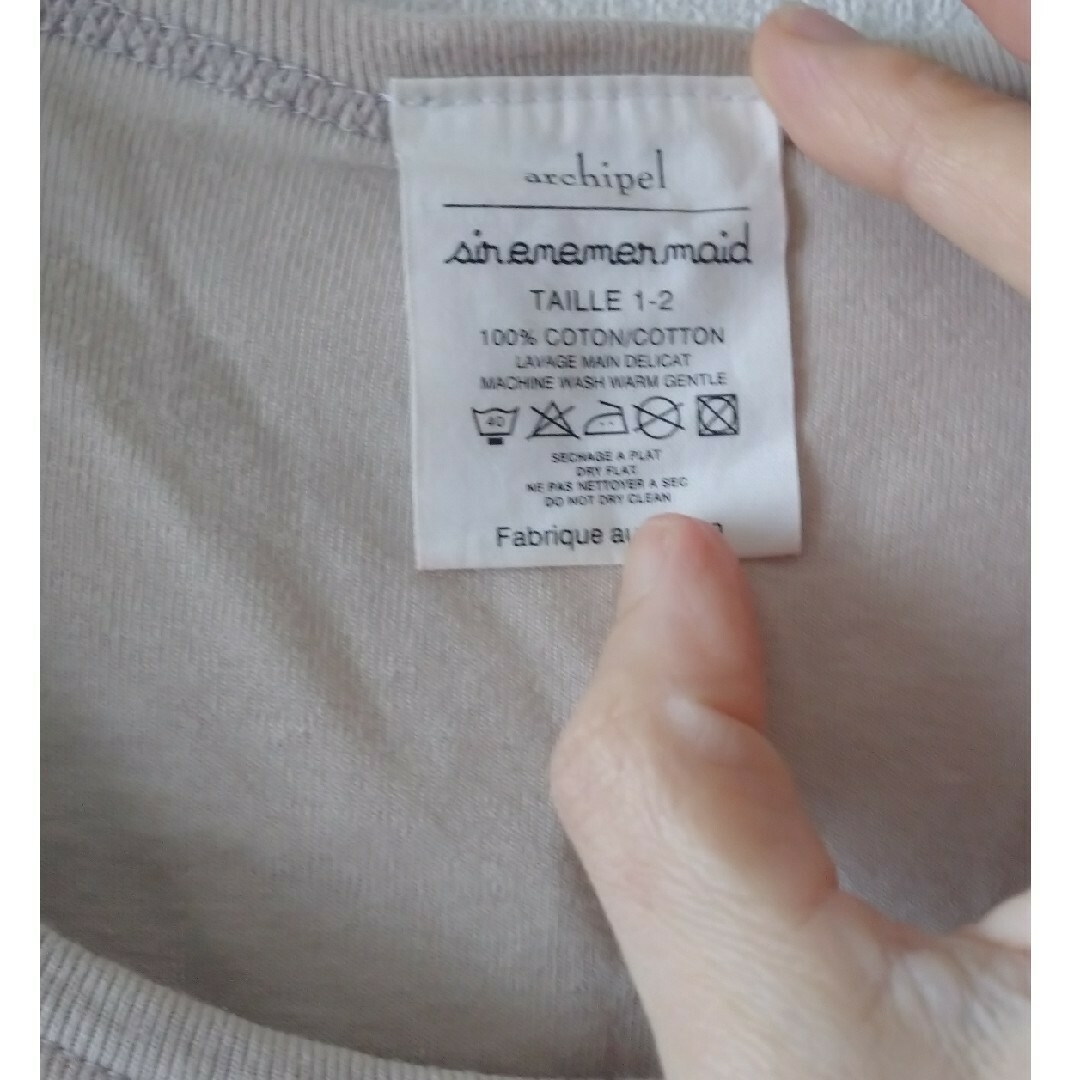 archipel
sirenemermaid
TAILLE 1-2
100% COTON/COTTON
LAVAGE MAIN DELICAT
MACHINE WASH WARM GENTLE
40
SECHAGE A PLAT
DRY FLAT
NE PAS NETTOYER A SEC
DO NOT DRY CLEAN
Fabrique